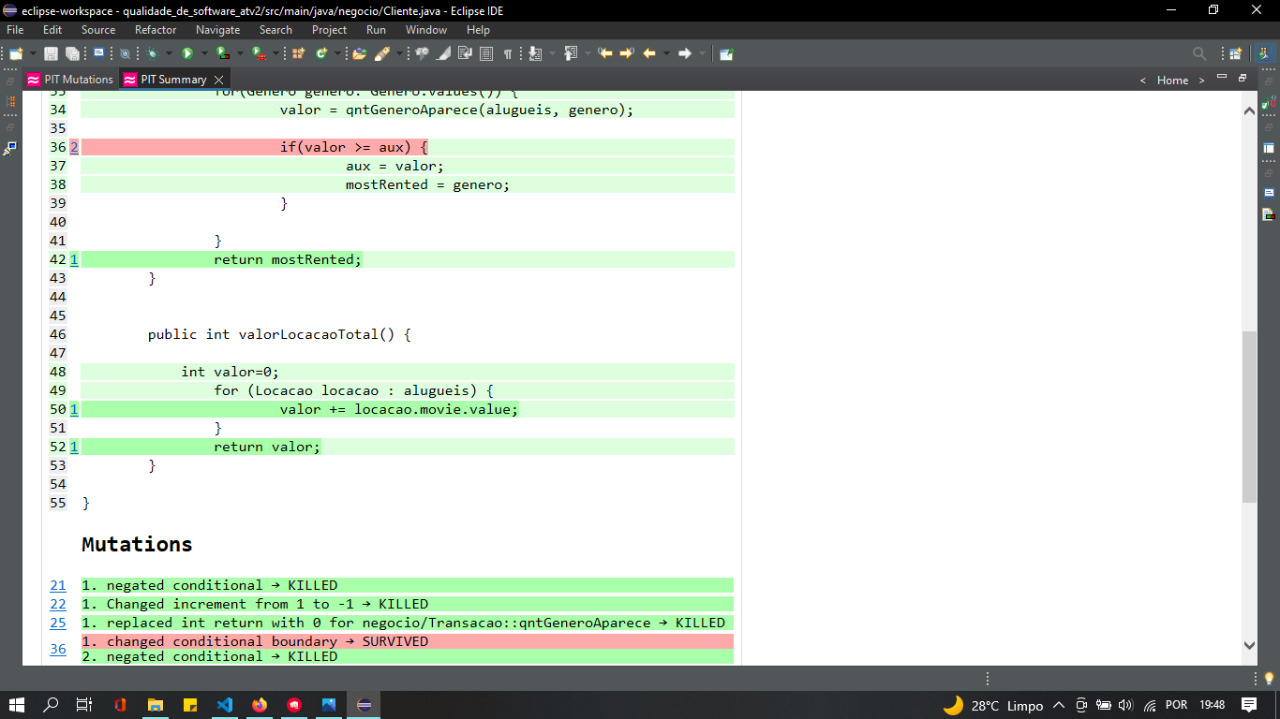 eclipse-workspace - qualidade_de_software_atv2/src/main/java/negocio/Cliente.java - Eclipse IDE
File Edit Source Refactor Navigate Search Project Run Window Help
PIT Mutations PIT Summary Home
33 for(Genero genero: Genero.values()) {
34 valor = qntGeneroAparece(alugueis, genero);
35
36 2 if(valor >= aux) {
37 aux = valor;
38 mostRented = genero;
39 }
40
41 }
42 1 return mostRented;
43 }
44
45
46 public int valorLocacaoTotal() {
47
48 int valor=0;
49 for (Locacao locacao : alugueis) {
50 1 valor += locacao.movie.value;
51 }
52 1 return valor;
53 }
54
55 }
Mutations
21 1. negated conditional → KILLED
22 1. Changed increment from 1 to -1 → KILLED
25 1. replaced int return with 0 for negocio/Transacao::qntGeneroAparece → KILLED
36 1. changed conditional boundary → SURVIVED
2. negated conditional → KILLED
28°C Limpo POR 19:48